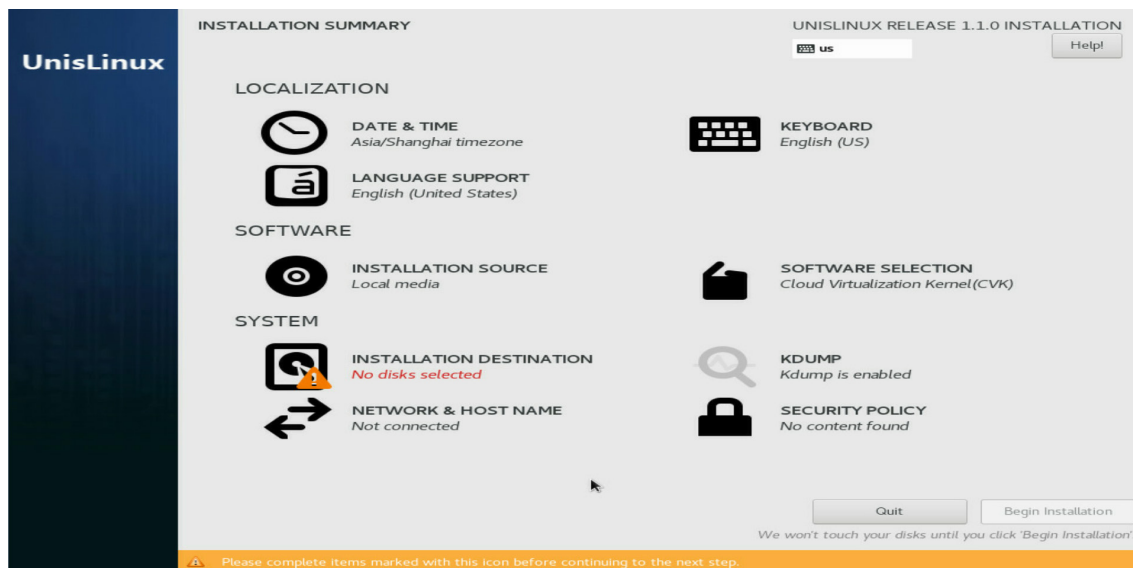 INSTALLATION SUMMARY
UNISLINUX RELEASE 1.1.0 INSTALLATION
us
Help!
UnisLinux
LOCALIZATION
DATE & TIME
Asia/Shanghai timezone
KEYBOARD
English (US)
LANGUAGE SUPPORT
English (United States)
SOFTWARE
INSTALLATION SOURCE
Local media
SOFTWARE SELECTION
Cloud Virtualization Kernel(CVK)
SYSTEM
INSTALLATION DESTINATION
No disks selected
KDUMP
Kdump is enabled
NETWORK & HOST NAME
Not connected
SECURITY POLICY
No content found
Quit
Begin Installation
We won't touch your disks until you click 'Begin Installation'
Please complete items marked with this icon before continuing to the next step.